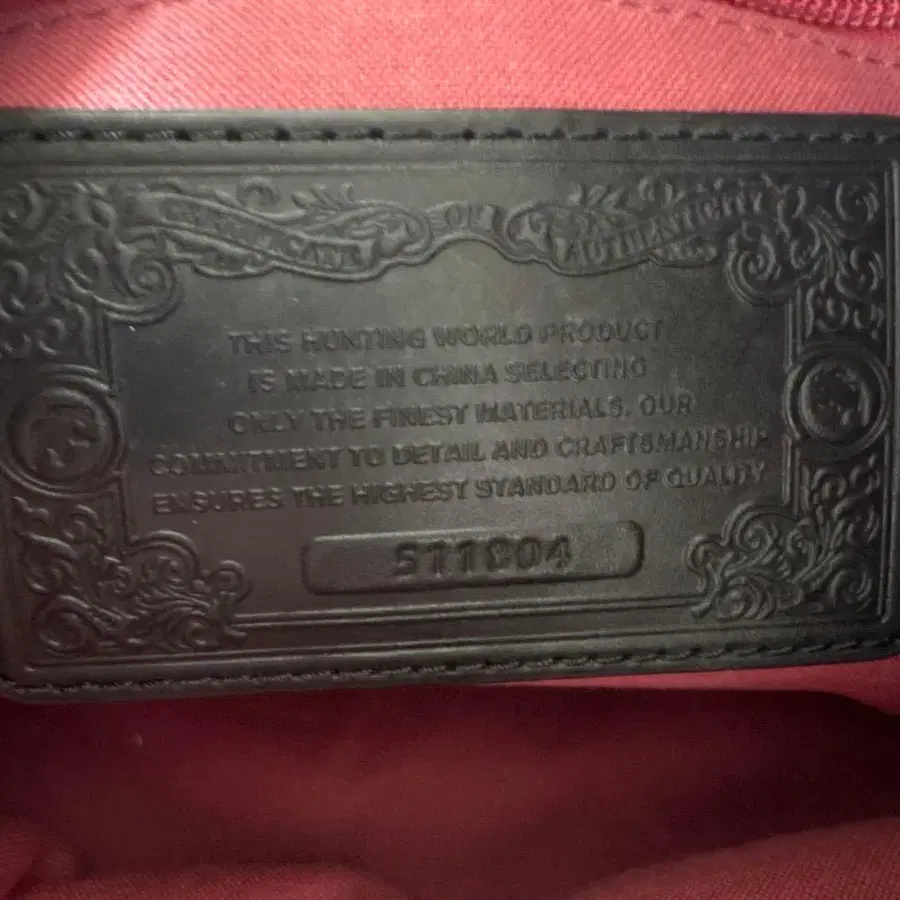 CERTIFICATE OF AUTHENTICITY
THIS HUNTING WORLD PRODUCT
IS MADE IN CHINA SELECTING
ONLY THE FINEST MATERIALS. OUR
COMMITMENT TO DETAIL AND CRAFTSMANSHIP
ENSURES THE HIGHEST STANDARD OF QUALITY
511804